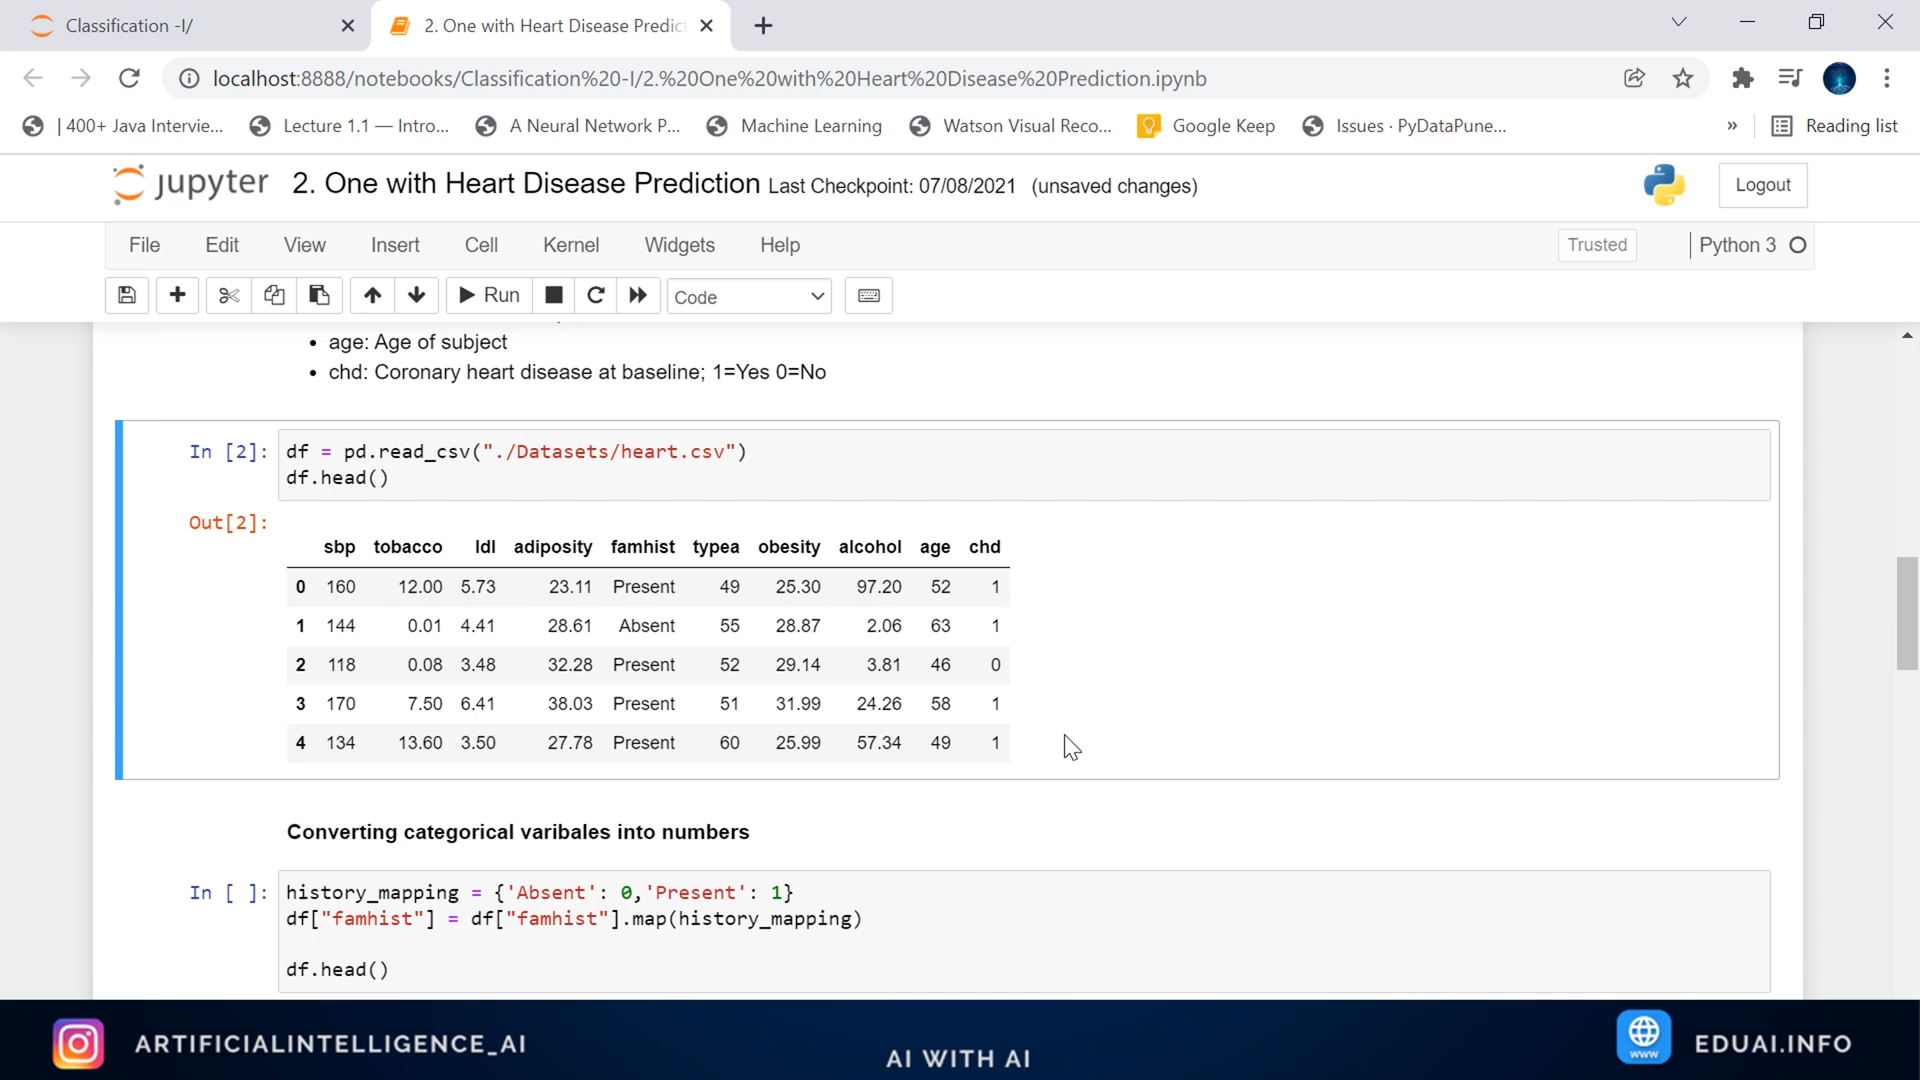 Classification -I/
2. One with Heart Disease Predict
localhost:8888/notebooks/Classification%20-I/2.%20One%20with%20Heart%20Disease%20Prediction.ipynb
| 400+ Java Intervie...
Lecture 1.1 — Intro...
A Neural Network P...
Machine Learning
Watson Visual Reco...
Google Keep
Issues · PyDataPune...
»
Reading list
jupyter 2. One with Heart Disease Prediction Last Checkpoint: 07/08/2021 (unsaved changes)
Logout
File Edit View Insert Cell Kernel Widgets Help
Trusted
Python 3
Run
Code
• age: Age of subject
• chd: Coronary heart disease at baseline; 1=Yes 0=No
In [2]: df = pd.read_csv("./Datasets/heart.csv")
df.head()
Out[2]:
sbp tobacco ldl adiposity famhist typea obesity alcohol age chd
0 160 12.00 5.73 23.11 Present 49 25.30 97.20 52 1
1 144 0.01 4.41 28.61 Absent 55 28.87 2.06 63 1
2 118 0.08 3.48 32.28 Present 52 29.14 3.81 46 0
3 170 7.50 6.41 38.03 Present 51 31.99 24.26 58 1
4 134 13.60 3.50 27.78 Present 60 25.99 57.34 49 1
Converting categorical varibales into numbers
In [ ]: history_mapping = {'Absent': 0,'Present': 1}
df["famhist"] = df["famhist"].map(history_mapping)
df.head()
ARTIFICIALINTELLIGENCE_AI
AI WITH AI
WWW
EDUAI.INFO